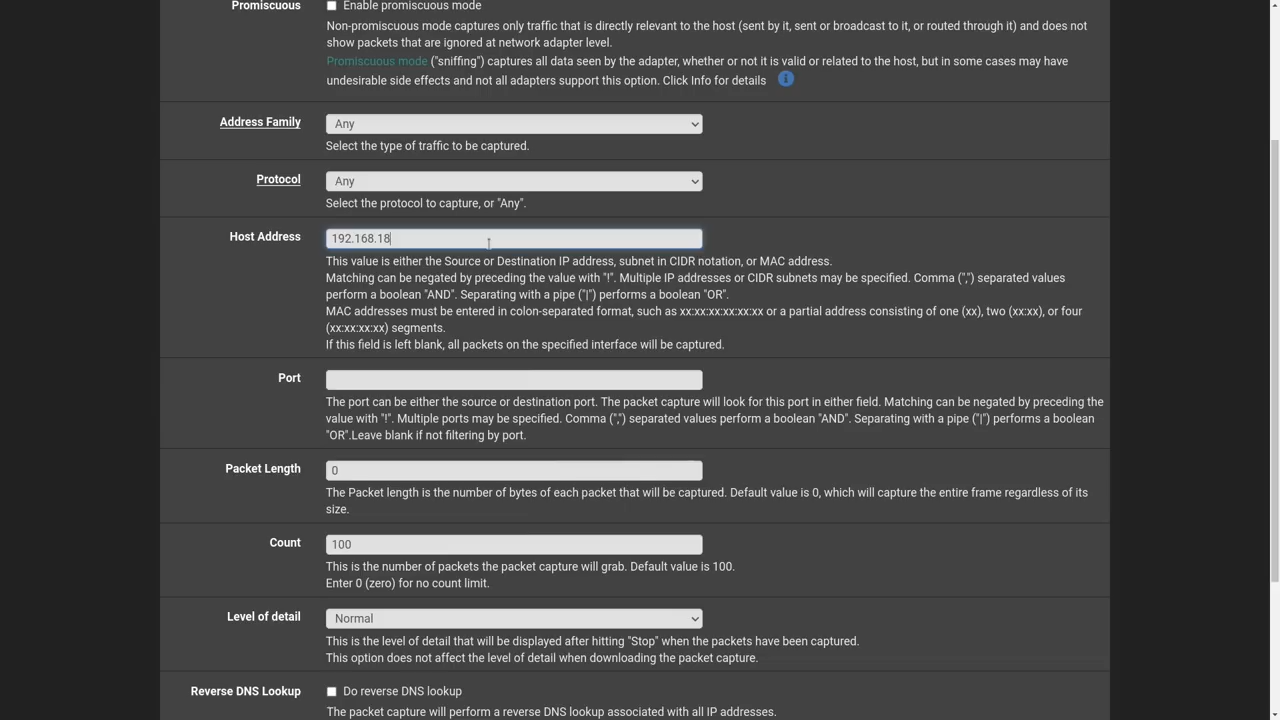 Promiscuous
Enable promiscuous mode
Non-promiscuous mode captures only traffic that is directly relevant to the host (sent by it, sent or broadcast to it, or routed through it) and does not
show packets that are ignored at network adapter level.
Promiscuous mode ("sniffing") captures all data seen by the adapter, whether or not it is valid or related to the host, but in some cases may have
undesirable side effects and not all adapters support this option. Click Info for details
Address Family
Any
Select the type of traffic to be captured.
Protocol
Any
Select the protocol to capture, or "Any".
Host Address
192.168.18
This value is either the Source or Destination IP address, subnet in CIDR notation, or MAC address.
Matching can be negated by preceding the value with "!". Multiple IP addresses or CIDR subnets may be specified. Comma (",") separated values
perform a boolean "AND". Separating with a pipe ("|") performs a boolean "OR".
MAC addresses must be entered in colon-separated format, such as xx:xx:xx:xx:xx:xx or a partial address consisting of one (xx), two (xx:xx), or four
(xx:xx:xx:xx) segments.
If this field is left blank, all packets on the specified interface will be captured.
Port
The port can be either the source or destination port. The packet capture will look for this port in either field. Matching can be negated by preceding the
value with "!". Multiple ports may be specified. Comma (",") separated values perform a boolean "AND". Separating with a pipe ("|") performs a boolean
"OR".Leave blank if not filtering by port.
Packet Length
0
The Packet length is the number of bytes of each packet that will be captured. Default value is 0, which will capture the entire frame regardless of its
size.
Count
100
This is the number of packets the packet capture will grab. Default value is 100.
Enter 0 (zero) for no count limit.
Level of detail
Normal
This is the level of detail that will be displayed after hitting "Stop" when the packets have been captured.
This option does not affect the level of detail when downloading the packet capture.
Reverse DNS Lookup
Do reverse DNS lookup
The packet capture will perform a reverse DNS lookup associated with all IP addresses.